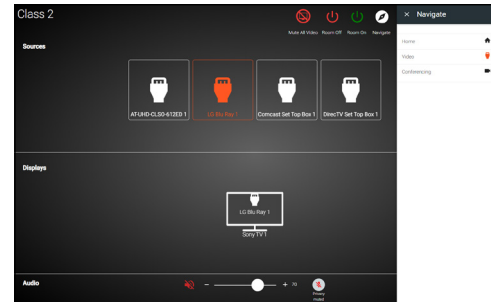 Class 2
Mute All Video Room Off Room On Navigate
Sources
AT-UHD-CLSO-612ED 1 LG Blu Ray 1 Comcast Set Top Box 1 DirecTV Set Top Box 1
Displays
LG Blu Ray 1
Sony TV 1
Audio
- + 70
Privacy
muted
× Navigate
Home
Video
Conferencing